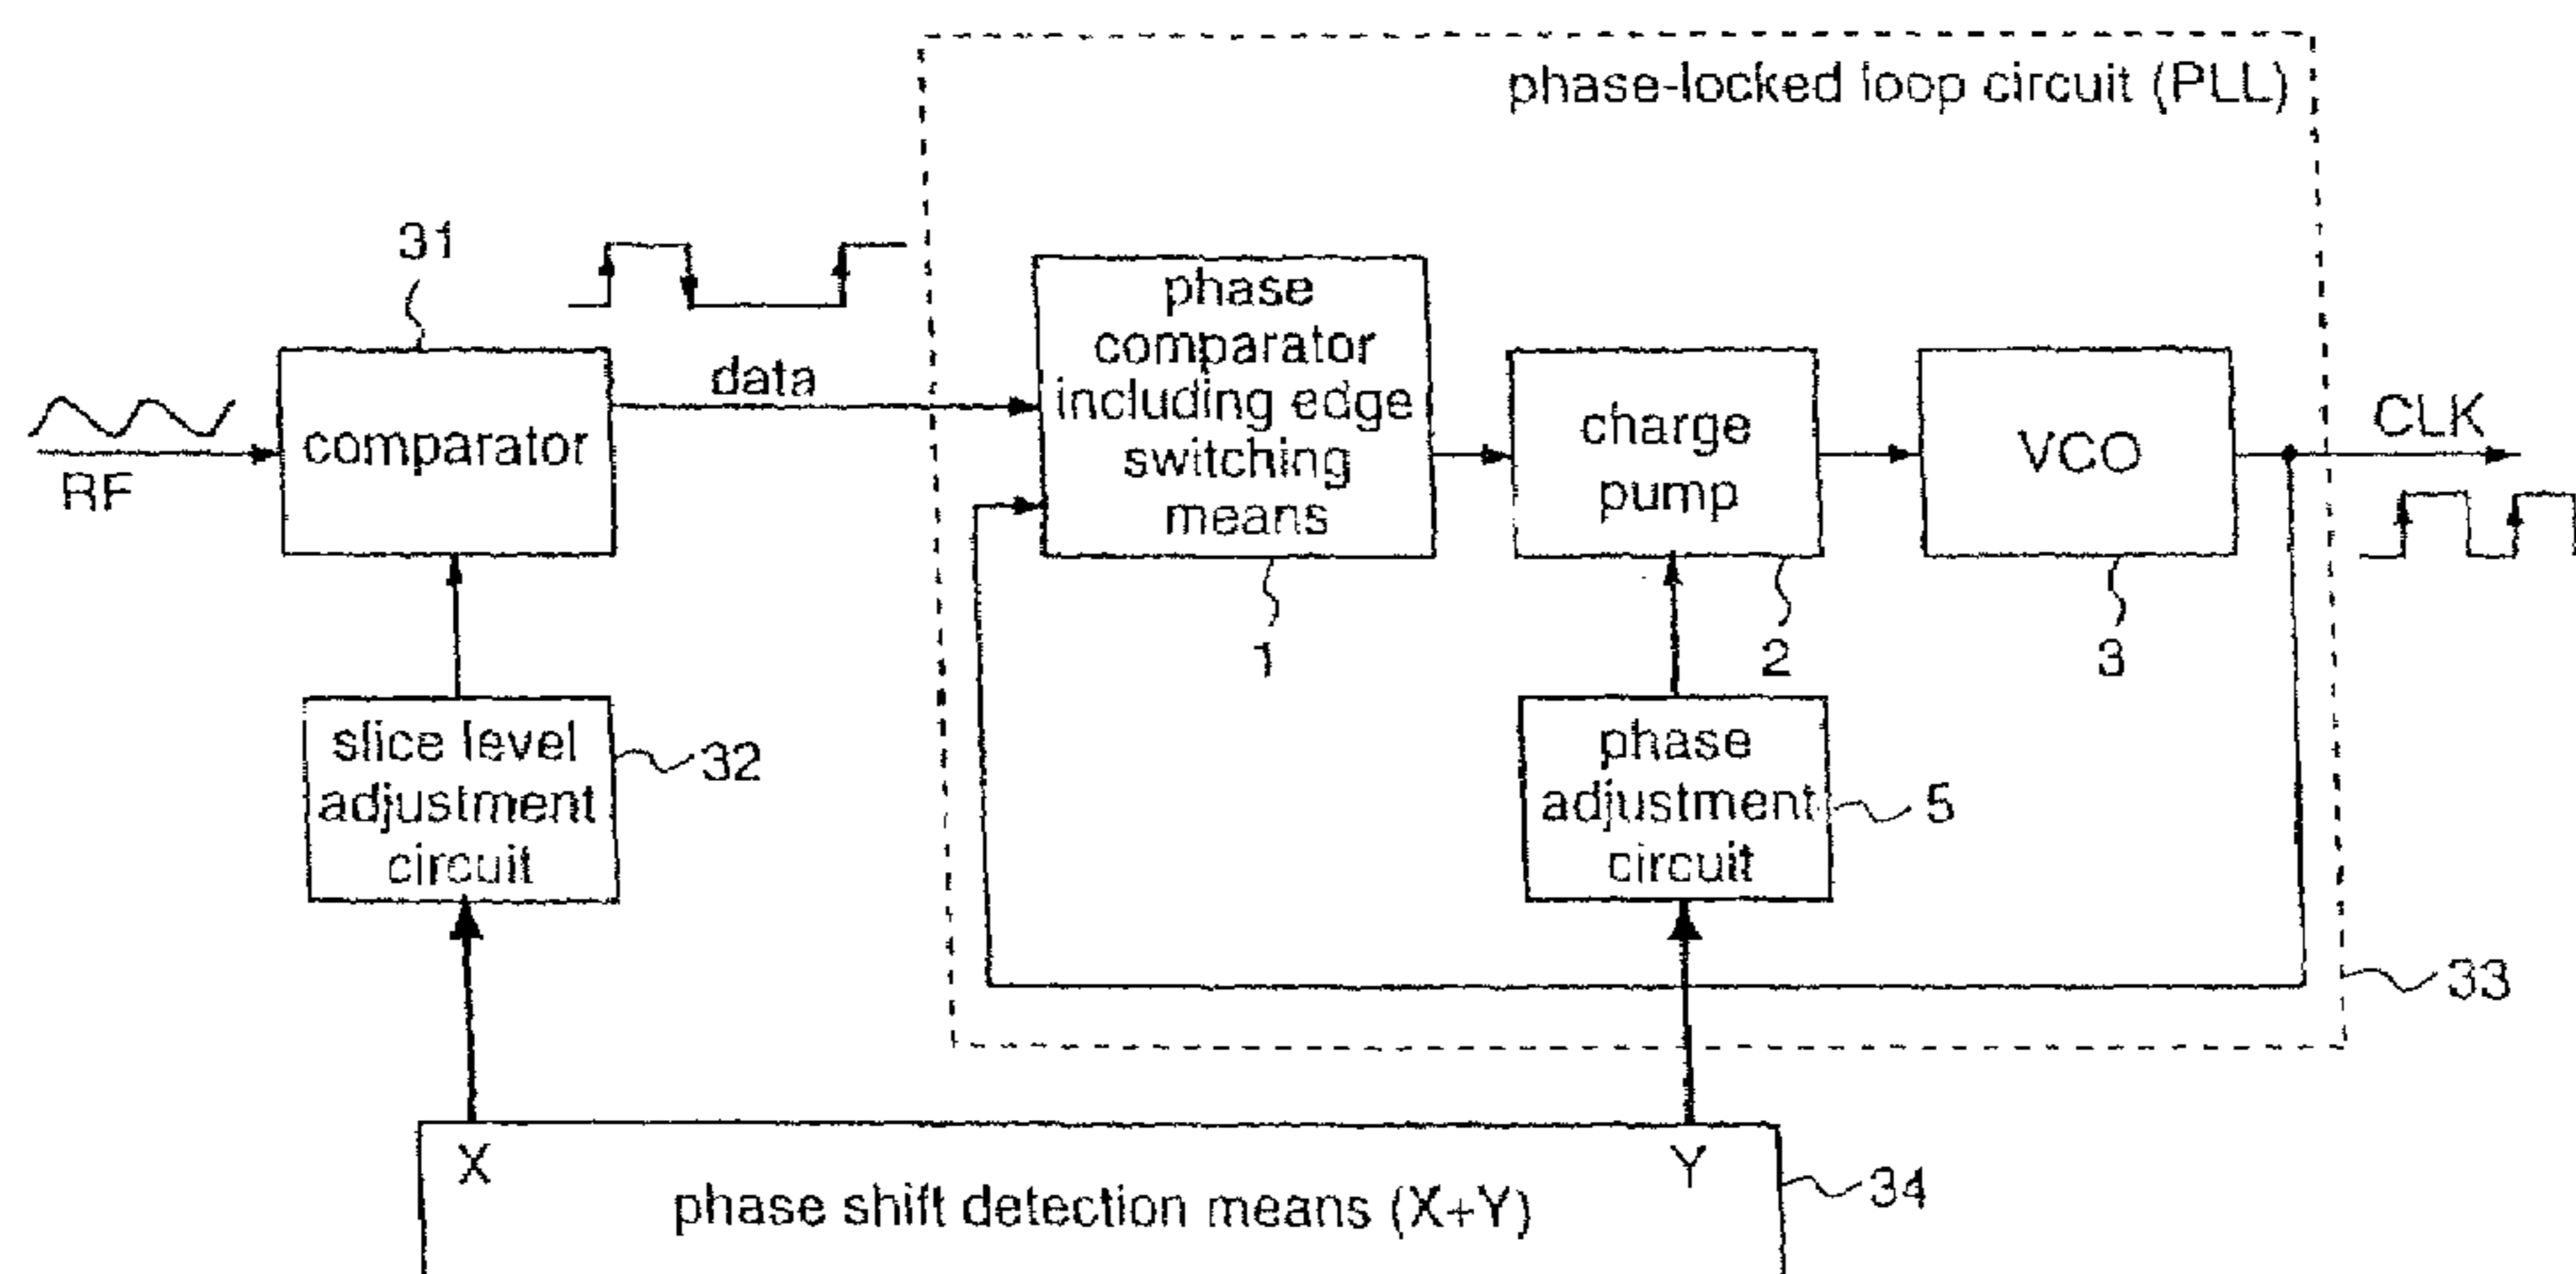 phase-locked loop circuit (PLL)
31
phase
comparator
including edge
switching
means
data
RF
comparator
charge
pump
VCO
CLK
1
2
3
slice level
adjustment
circuit
32
phase
adjustment
circuit
5
33
X
Y
phase shift detection means (X+Y)
34